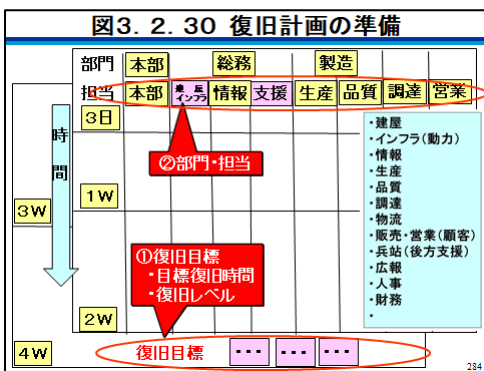 図3.2.30 復旧計画の準備
部門 本部 総務 製造
担当 本部 建屋インフラ 情報 支援 生産 品質 調達 営業
3日
時間
②部門・担当
1W
3W
①復旧目標
・目標復旧時間
・復旧レベル
2W
4W
復旧目標 ・・・ ・・・ ・・・
・建屋
・インフラ(動力)
・情報
・生産
・品質
・調達
・物流
・販売・営業(顧客)
・兵站(後方支援)
・広報
・人事
・財務
・
284